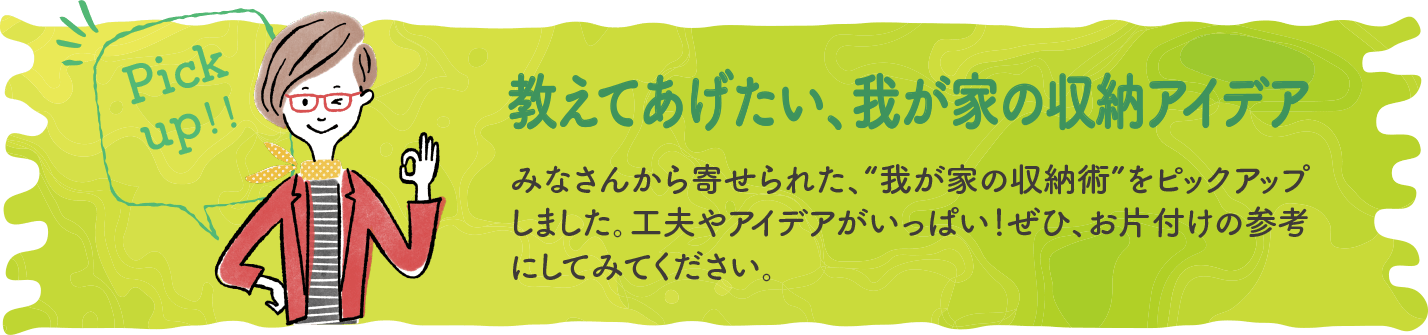 Pick
up!!
教えてあげたい、我が家の収納アイデア
みなさんから寄せられた、“我が家の収納術”をピックアップ
しました。工夫やアイデアがいっぱい！ぜひ、お片付けの参考
にしてみてください。